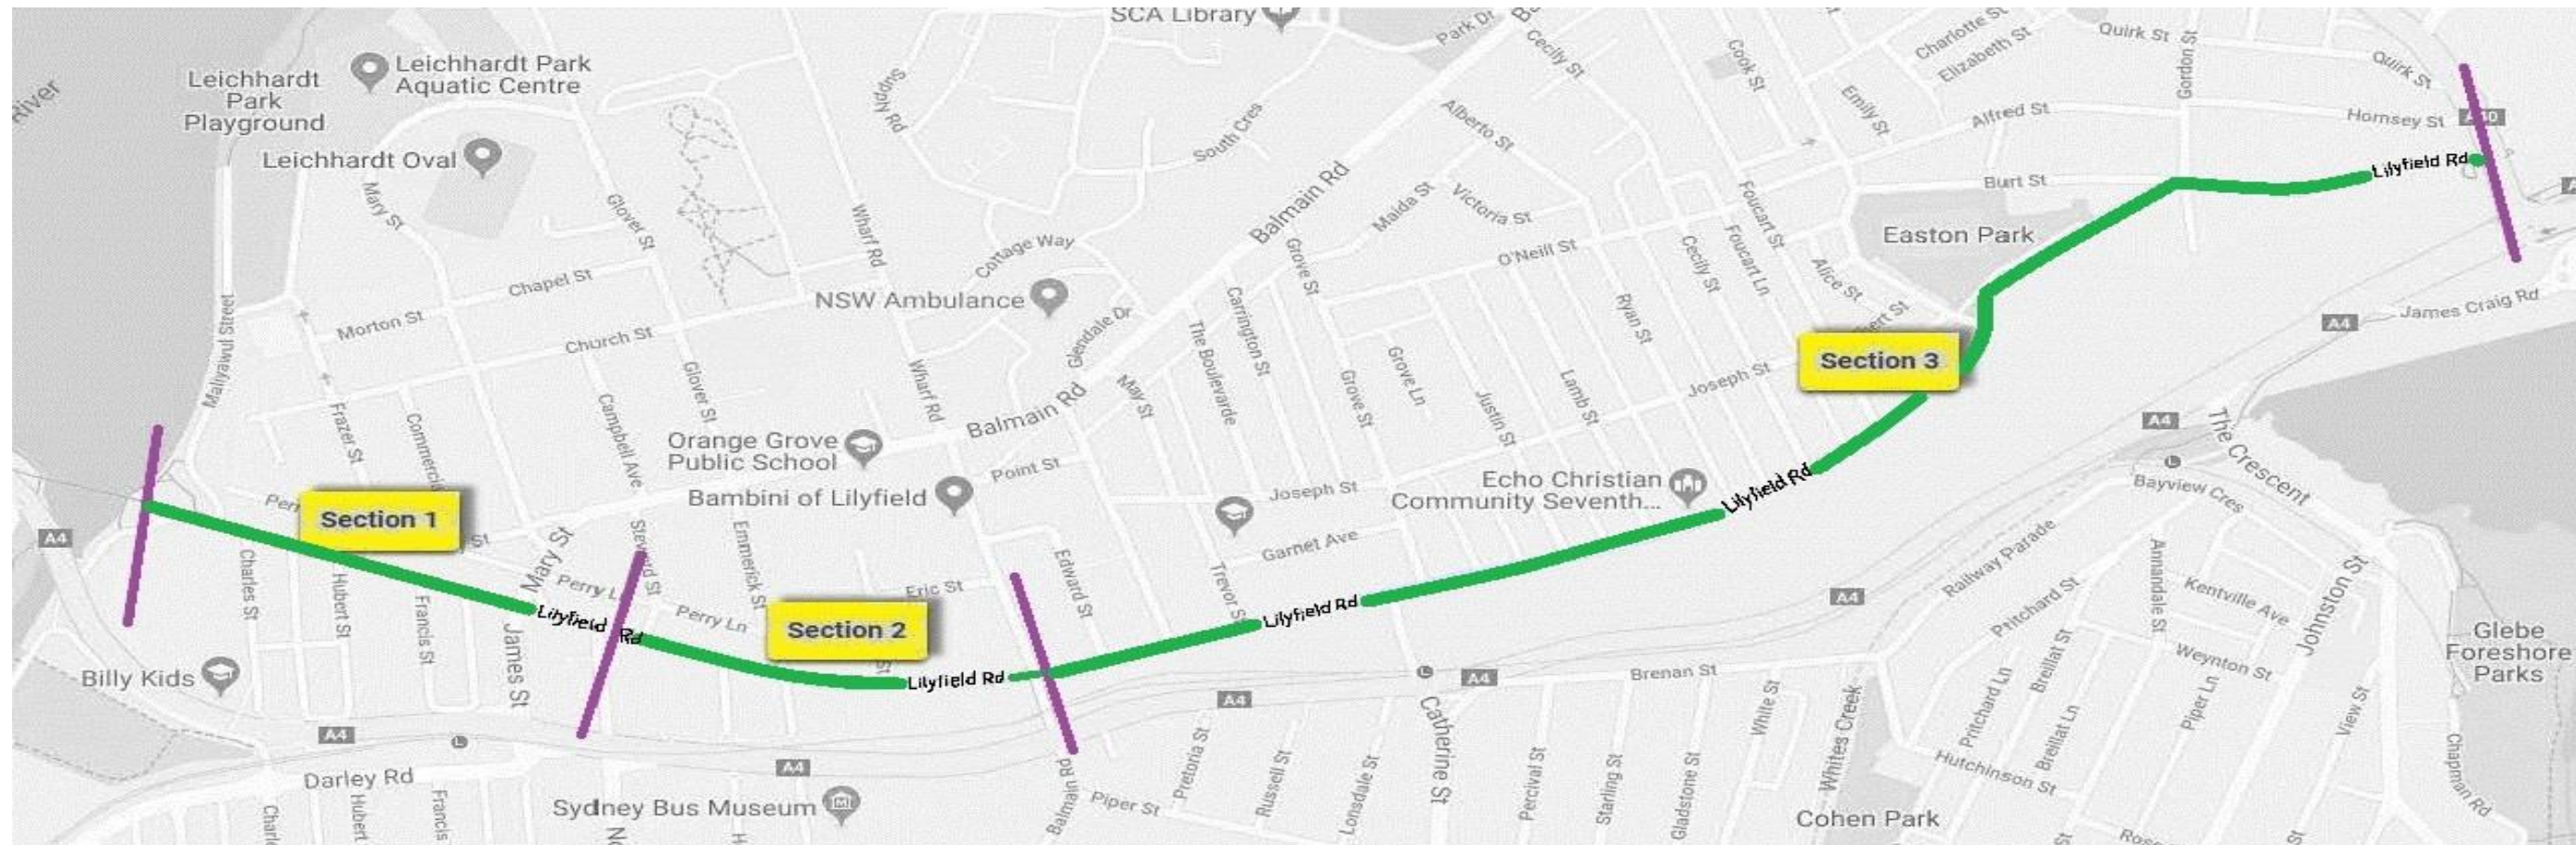 SCA Library
Park Dr
Cecily St
Cook St
Charlotte St
Elizabeth St
Quirk St
Gordon St
Quirk St
River
Leichhardt
Park
Playground
Leichhardt Park
Aquatic Centre
Leichhardt Oval
Supply Rd
South Cres
Alberto St
Emily St
Alfred St
Hornsey St
A40
Lilyfield Rd
Mary St
Glover St
Wharf Rd
Cottage Way
Balmain Rd
Maida St
Victoria St
Foucart St
Burt St
Easton Park
Chapel St
NSW Ambulance
Grove St
O'Neill St
Cecily St
Foucart Ln
Alice St
Maliyawul Street
Morton St
Church St
Glendale Dr
The Boulevarde
Carrington St
Ryan St
A4
James Craig Rd
Section 3
Frazer St
Glover St
Wharf Rd
Balmain Rd
May St
Grove St
Grove Ln
Justin St
Lamb St
Joseph St
Campbell Ave
Orange Grove
Public School
Point St
Bambini of Lilyfield
Joseph St
Echo Christian
Community Seventh...
Lilyfield Rd
A4
The Crescent
Bayview Cres
Section 1
St
A4
Mary St
Emmerick St
Garnet Ave
Railway Parade
Charles St
Hubert St
Francis St
Perry Ln
Eric St
Edward St
Trevor St
A4
Pritchard St
Annandale St
Kentville Ave
Johnston St
Lilyfield Rd
Perry Ln
Section 2
Lilyfield Rd
James St
Lilyfield Rd
Billy Kids
A4
A4
Brenan St
Weynton St
Glebe
Foreshore
Parks
Catherine St
White St
Whites Creek
Pritchard Ln
Breillat St
Breillat Ln
Piper Ln
View St
A4
Darley Rd
A4
Hutchinson St
Chapman Rd
Sydney Bus Museum
Hubert
Francis
Balmain Rd
Piper St
Pretoria St
Russell St
Lonsdale St
Percival St
Starling St
Gladstone St
Cohen Park